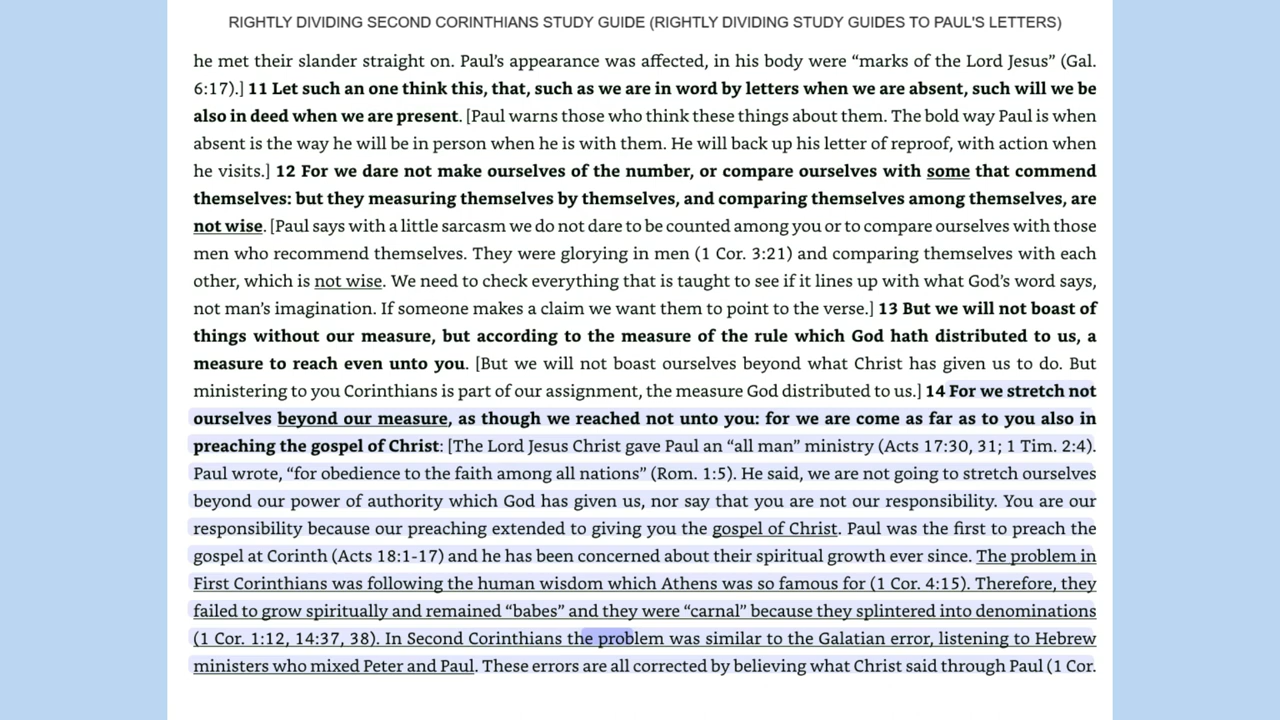 RIGHTLY DIVIDING SECOND CORINTHIANS STUDY GUIDE (RIGHTLY DIVIDING STUDY GUIDES TO PAUL'S LETTERS)
he met their slander straight on. Paul’s appearance was affected, in his body were “marks of the Lord Jesus” (Gal.
6:17).] 11 Let such an one think this, that, such as we are in word by letters when we are absent, such will we be
also in deed when we are present. [Paul warns those who think these things about them. The bold way Paul is when
absent is the way he will be in person when he is with them. He will back up his letter of reproof, with action when
he visits.] 12 For we dare not make ourselves of the number, or compare ourselves with some that commend
themselves: but they measuring themselves by themselves, and comparing themselves among themselves, are
not wise. [Paul says with a little sarcasm we do not dare to be counted among you or to compare ourselves with those
men who recommend themselves. They were glorying in men (1 Cor. 3:21) and comparing themselves with each
other, which is not wise. We need to check everything that is taught to see if it lines up with what God’s word says,
not man’s imagination. If someone makes a claim we want them to point to the verse.] 13 But we will not boast of
things without our measure, but according to the measure of the rule which God hath distributed to us, a
measure to reach even unto you. [But we will not boast ourselves beyond what Christ has given us to do. But
ministering to you Corinthians is part of our assignment, the measure God distributed to us.] 14 For we stretch not
ourselves beyond our measure, as though we reached not unto you: for we are come as far as to you also in
preaching the gospel of Christ: [The Lord Jesus Christ gave Paul an “all man” ministry (Acts 17:30, 31; 1 Tim. 2:4).
Paul wrote, “for obedience to the faith among all nations” (Rom. 1:5). He said, we are not going to stretch ourselves
beyond our power of authority which God has given us, nor say that you are not our responsibility. You are our
responsibility because our preaching extended to giving you the gospel of Christ. Paul was the first to preach the
gospel at Corinth (Acts 18:1-17) and he has been concerned about their spiritual growth ever since. The problem in
First Corinthians was following the human wisdom which Athens was so famous for (1 Cor. 4:15). Therefore, they
failed to grow spiritually and remained “babes” and they were “carnal” because they splintered into denominations
(1 Cor. 1:12, 14:37, 38). In Second Corinthians the problem was similar to the Galatian error, listening to Hebrew
ministers who mixed Peter and Paul. These errors are all corrected by believing what Christ said through Paul (1 Cor.